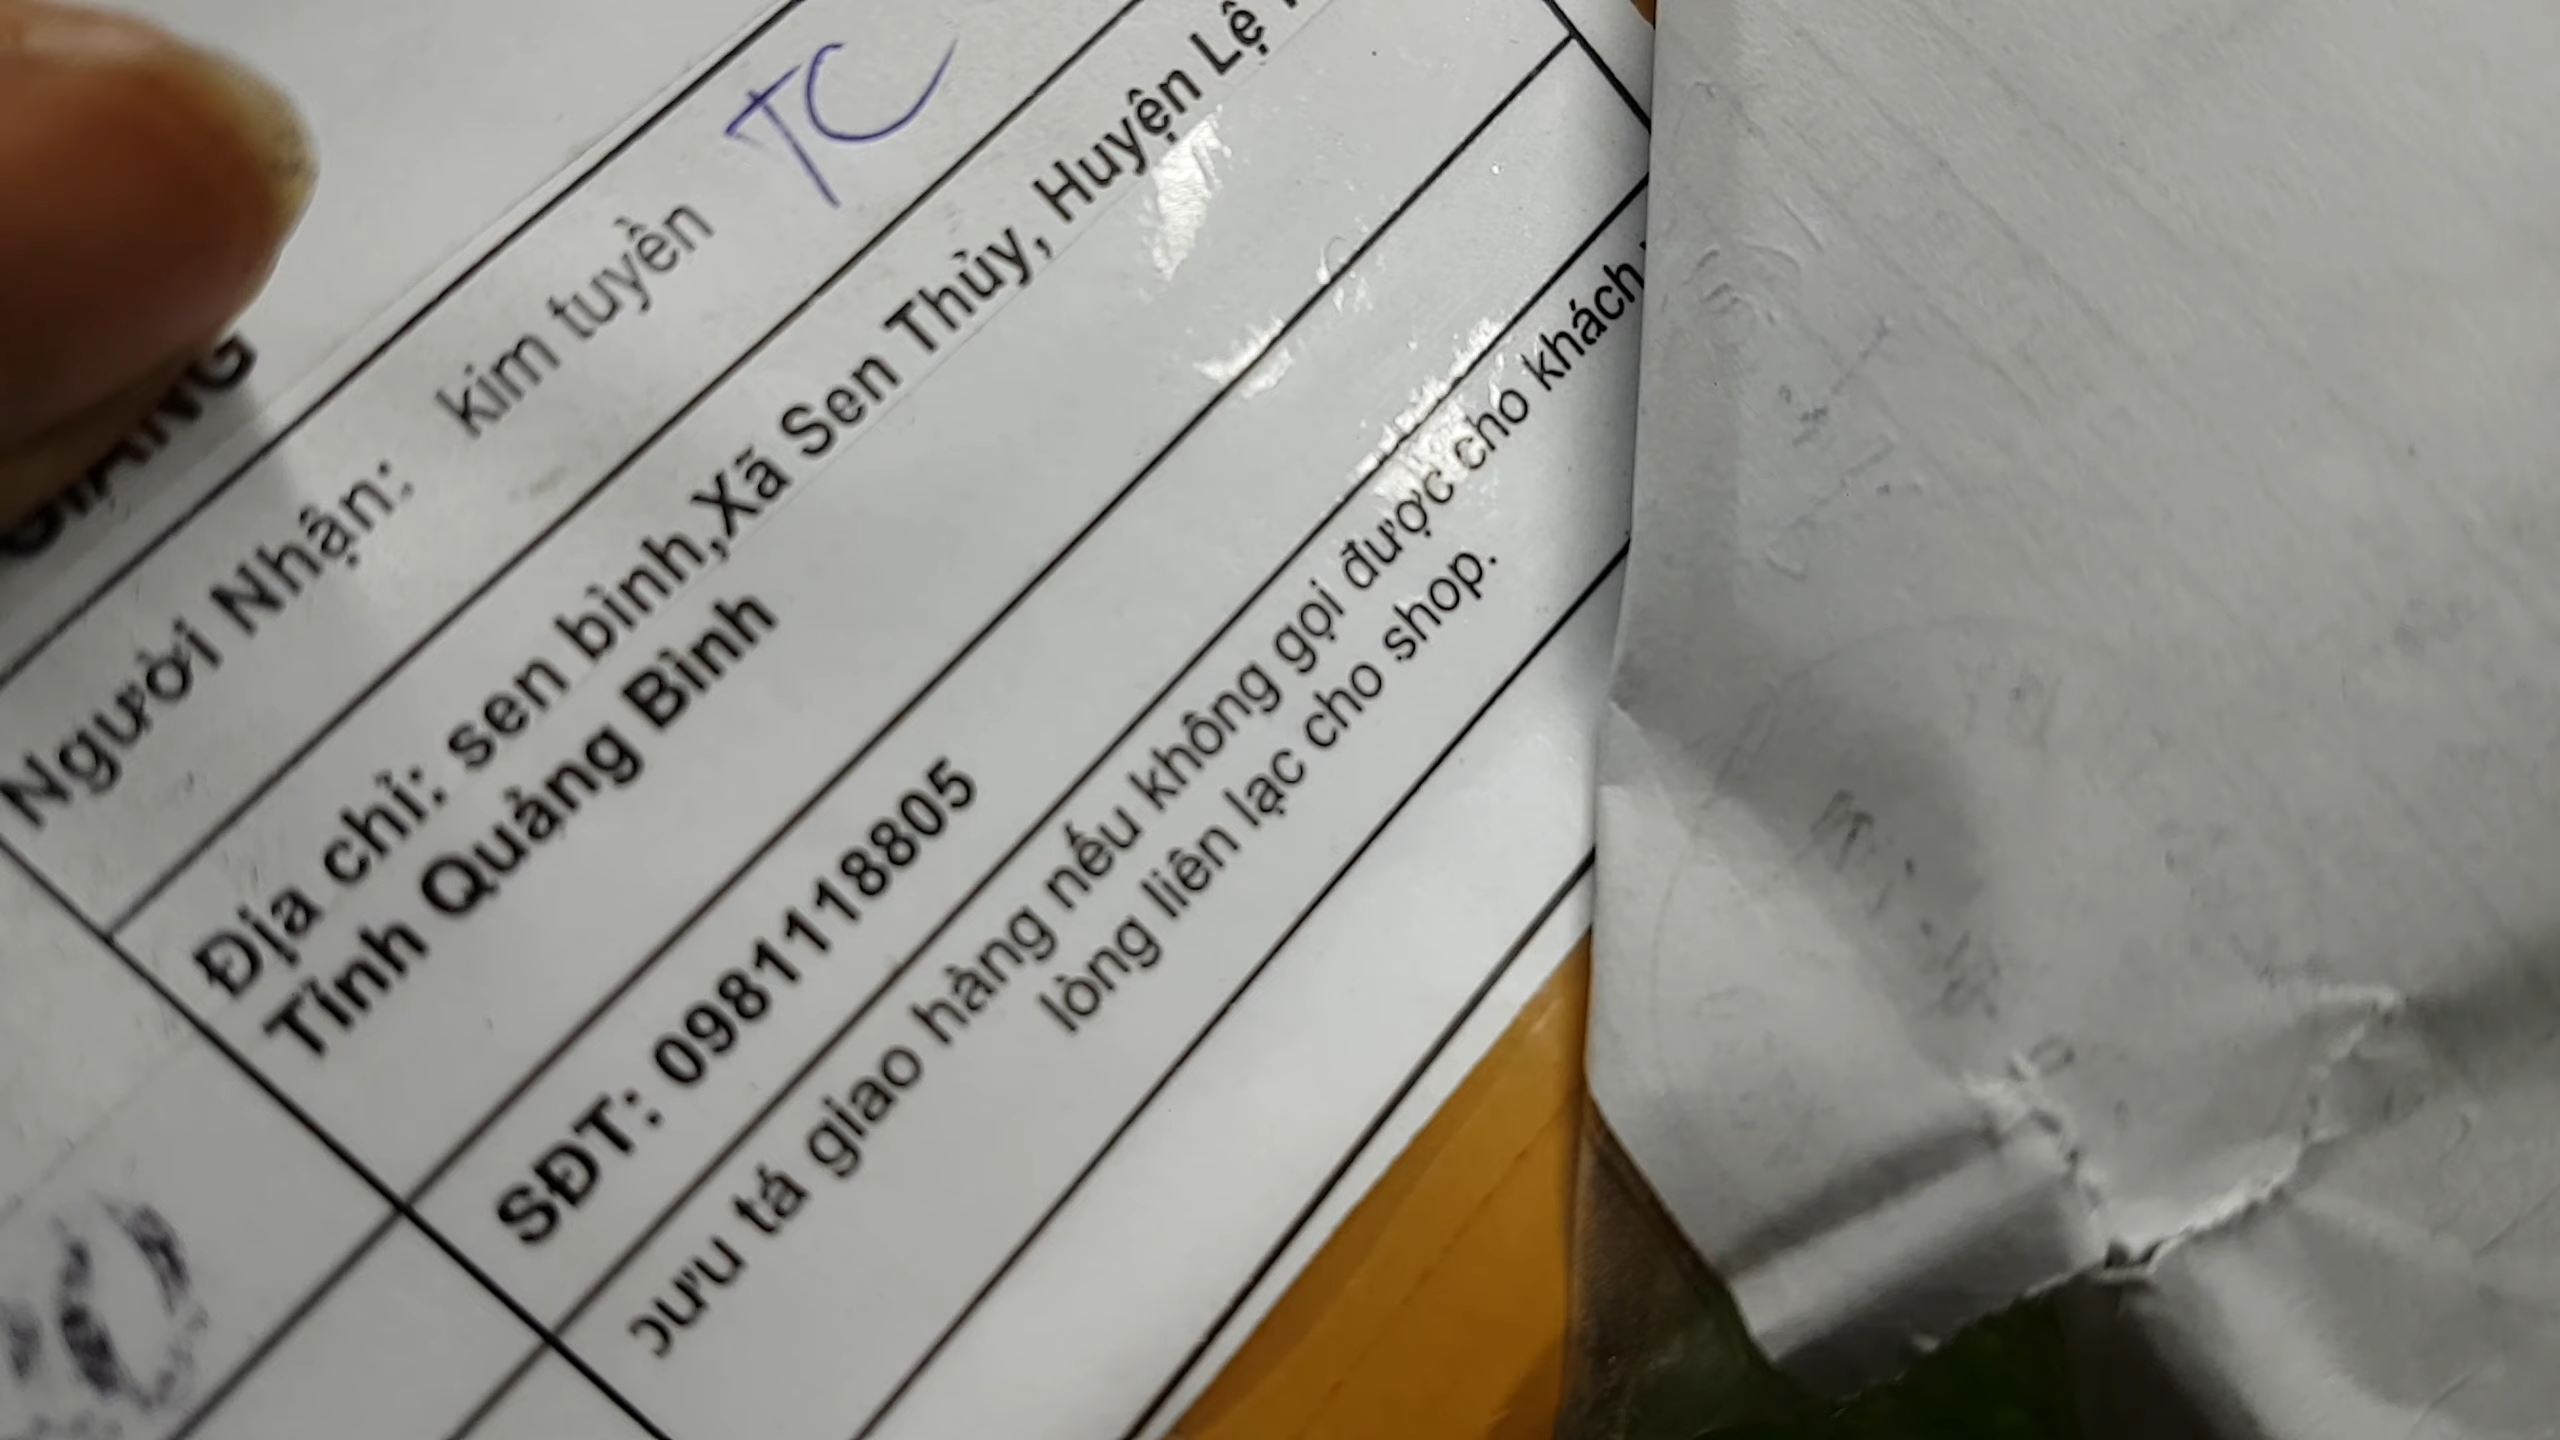 GIANG
Người Nhận: kim tuyền TC
Địa chỉ: sen bình,Xã Sen Thủy, Huyện Lệ
Tỉnh Quảng Bình
SĐT: 0981118805
tá giao hàng nếu không gọi được cho khách
lòng liên lạc cho shop.